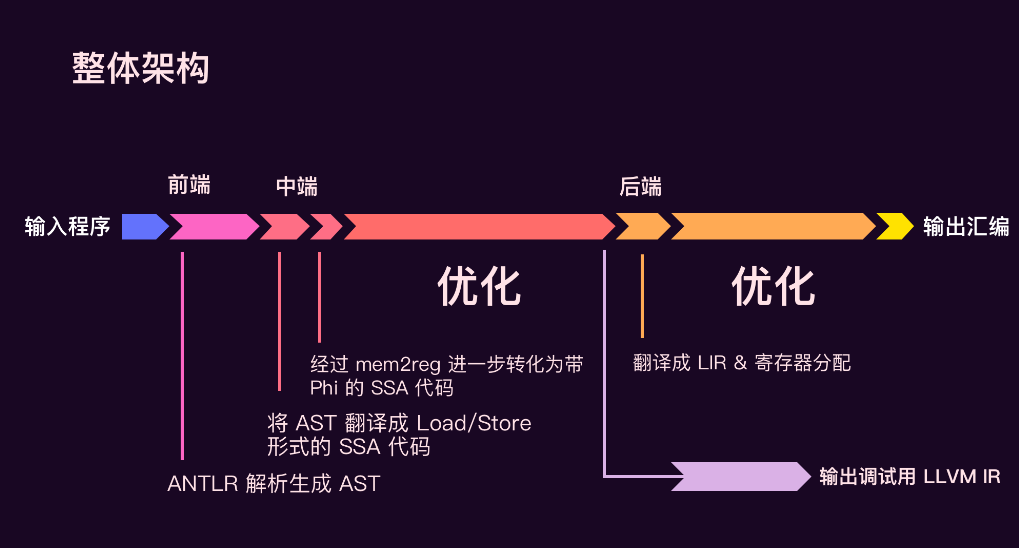 整体架构
前端
中端
后端
输入程序
输出汇编
优化
优化
经过 mem2reg 进一步转化为带
Phi 的 SSA 代码
翻译成 LIR & 寄存器分配
将 AST 翻译成 Load/Store
形式的 SSA 代码
ANTLR 解析生成 AST
输出调试用 LLVM IR